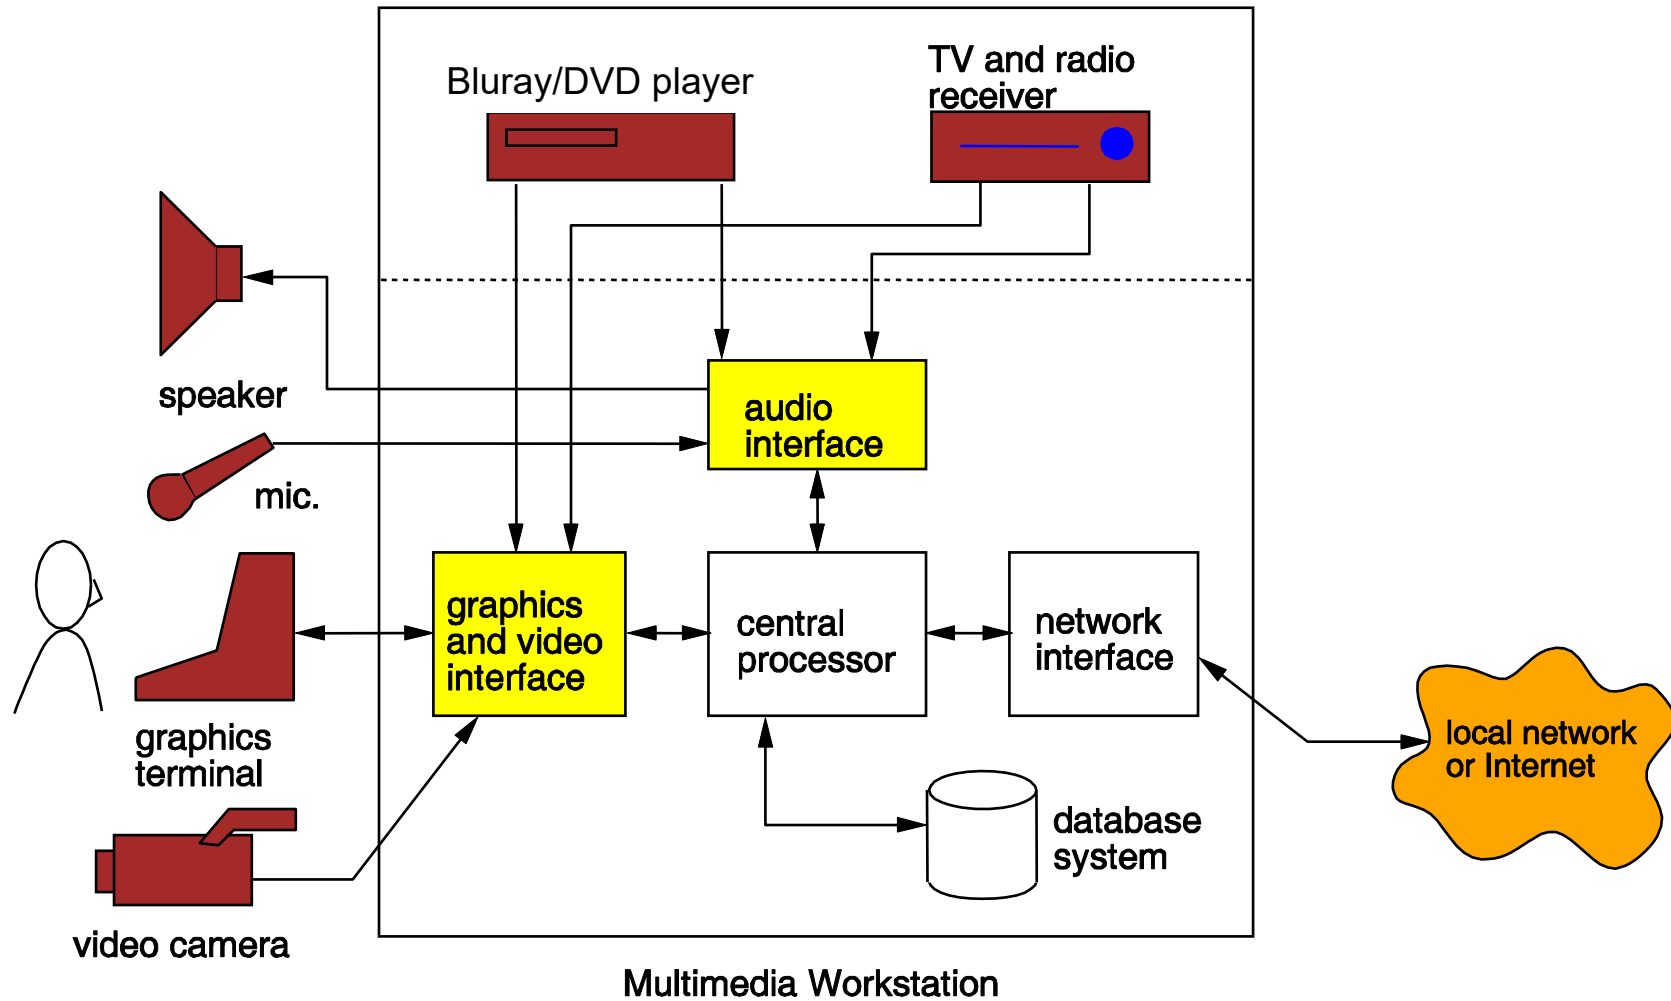 Bluray/DVD player
TV and radio
receiver
speaker
audio
interface
mic.
graphics
and video
interface
central
processor
network
interface
graphics
terminal
local network
or Internet
database
system
video camera
Multimedia Workstation